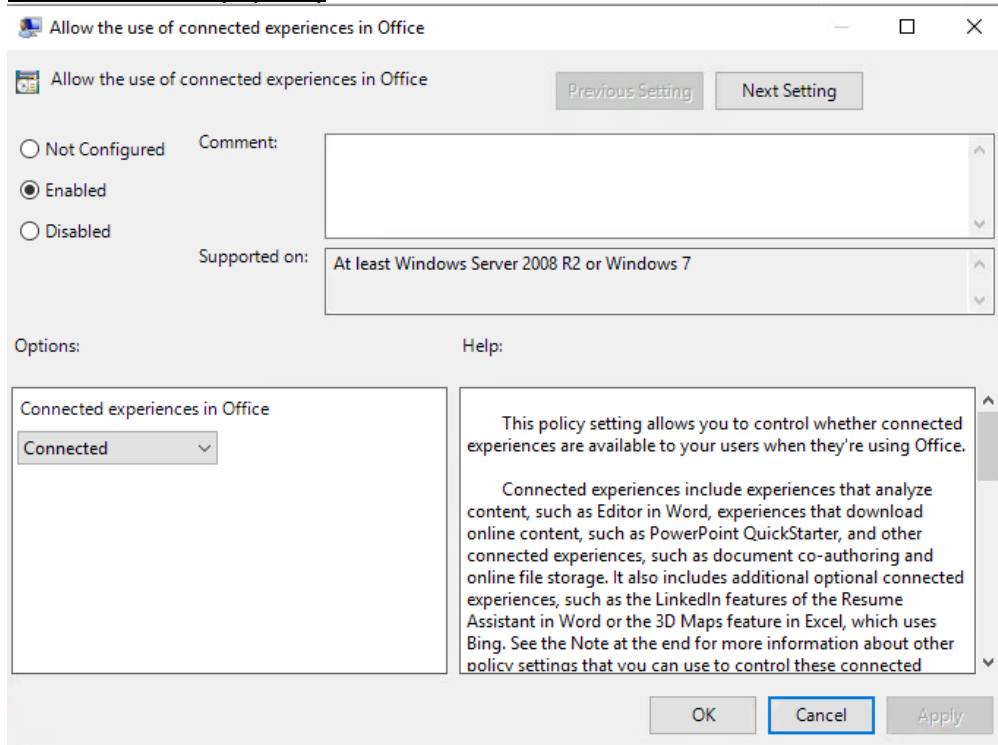 Allow the use of connected experiences in Office
Allow the use of connected experiences in Office
Previous Setting
Next Setting
Not Configured
Enabled
Disabled
Comment:
Supported on:
At least Windows Server 2008 R2 or Windows 7
Options:
Help:
Connected experiences in Office
Connected
This policy setting allows you to control whether connected
experiences are available to your users when they're using Office.
Connected experiences include experiences that analyze
content, such as Editor in Word, experiences that download
online content, such as PowerPoint QuickStarter, and other
connected experiences, such as document co-authoring and
online file storage. It also includes additional optional connected
experiences, such as the LinkedIn features of the Resume
Assistant in Word or the 3D Maps feature in Excel, which uses
Bing. See the Note at the end for more information about other
policy settings that you can use to control these connected
OK
Cancel
Apply